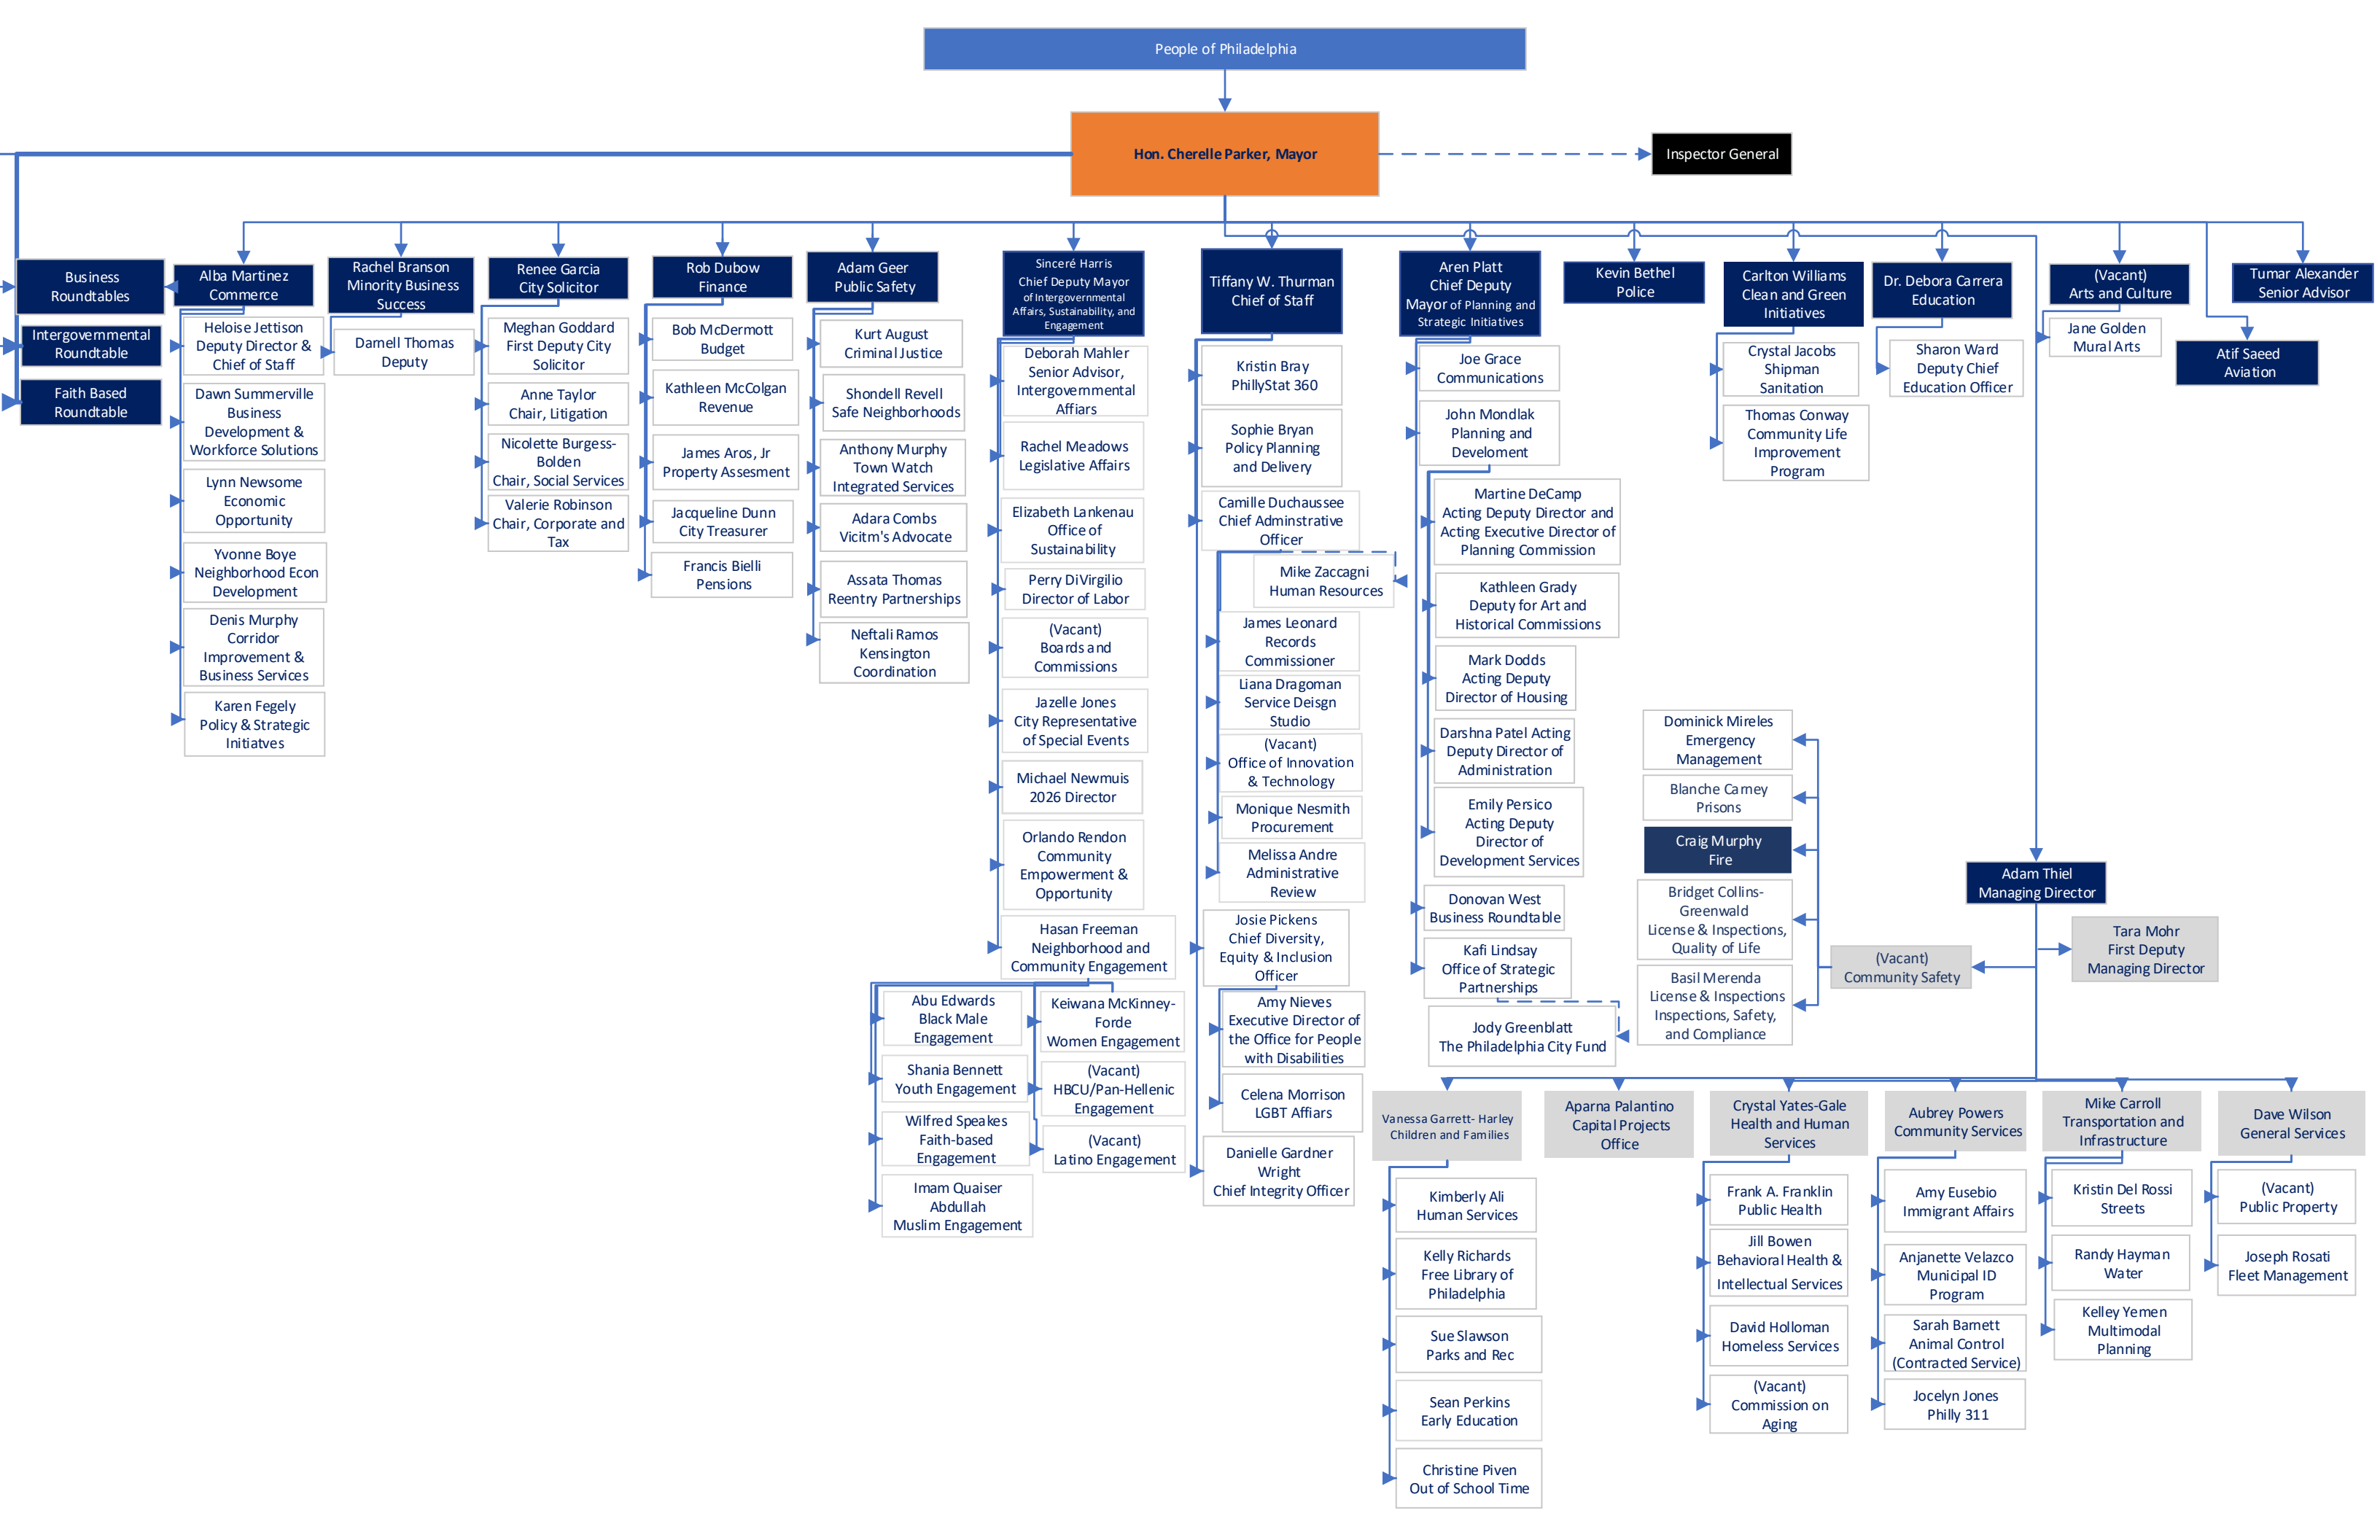 People of Philadelphia
Hon. Cherelle Parker, Mayor
Inspector General
Business
Roundtables
Intergovernmental
Roundtable
Faith Based
Roundtable
Alba Martinez
Commerce
Heloise Jettison
Deputy Director &
Chief of Staff
Dawn Summerville
Business
Development &
Workforce Solutions
Lynn Newsome
Economic
Opportunity
Yvonne Boye
Neighborhood Econ
Development
Denis Murphy
Corridor
Improvement &
Business Services
Karen Fegely
Policy & Strategic
Initiatves
Rachel Branson
Minority Business
Success
Darnell Thomas
Deputy
Renee Garcia
City Solicitor
Meghan Goddard
First Deputy City
Solicitor
Anne Taylor
Chair, Litigation
Nicolette Burgess-
Bolden
Chair, Social Services
Valerie Robinson
Chair, Corporate and
Tax
Rob Dubow
Finance
Bob McDermott
Budget
Kathleen McColgan
Revenue
James Aros, Jr
Property Assesment
Jacqueline Dunn
City Treasurer
Francis Bielli
Pensions
Adam Geer
Public Safety
Kurt August
Criminal Justice
Shondell Revell
Safe Neighborhoods
Anthony Murphy
Town Watch
Integrated Services
Adara Combs
Vicitm's Advocate
Assata Thomas
Reentry Partnerships
Neftali Ramos
Kensington
Coordination
Sinceré Harris
Chief Deputy Mayor
of Intergovernmental
Affairs, Sustainability, and
Engagement
Deborah Mahler
Senior Advisor,
Intergovernmental
Affiars
Rachel Meadows
Legislative Affairs
Elizabeth Lankenau
Office of
Sustainability
Perry DiVirgilio
Director of Labor
(Vacant)
Boards and
Commissions
Jazelle Jones
City Representative
of Special Events
Michael Newmuis
2026 Director
Orlando Rendon
Community
Empowerment &
Opportunity
Hasan Freeman
Neighborhood and
Community Engagement
Abu Edwards
Black Male
Engagement
Shania Bennett
Youth Engagement
Wilfred Speakes
Faith-based
Engagement
Imam Quaiser
Abdullah
Muslim Engagement
Keiwana McKinney-
Forde
Women Engagement
(Vacant)
HBCU/Pan-Hellenic
Engagement
(Vacant)
Latino Engagement
Tiffany W. Thurman
Chief of Staff
Kristin Bray
PhillyStat 360
Sophie Bryan
Policy Planning
and Delivery
Camille Duchaussee
Chief Adminstrative
Officer
Mike Zaccagni
Human Resources
James Leonard
Records
Commissioner
Liana Dragoman
Service Deisgn
Studio
(Vacant)
Office of Innovation
& Technology
Monique Nesmith
Procurement
Melissa Andre
Administrative
Review
Josie Pickens
Chief Diversity,
Equity & Inclusion
Officer
Amy Nieves
Executive Director of
the Office for People
with Disabilities
Celena Morrison
LGBT Affiars
Danielle Gardner
Wright
Chief Integrity Officer
Aren Platt
Chief Deputy
Mayor of Planning and
Strategic Initiatives
Joe Grace
Communications
John Mondlak
Planning and
Develoment
Martine DeCamp
Acting Deputy Director and
Acting Executive Director of
Planning Commission
Kathleen Grady
Deputy for Art and
Historical Commissions
Mark Dodds
Acting Deputy
Director of Housing
Darshna Patel Acting
Deputy Director of
Administration
Emily Persico
Acting Deputy
Director of
Development Services
Donovan West
Business Roundtable
Kafi Lindsay
Office of Strategic
Partnerships
Jody Greenblatt
The Philadelphia City Fund
Kevin Bethel
Police
Carlton Williams
Clean and Green
Initiatives
Crystal Jacobs
Shipman
Sanitation
Thomas Conway
Community Life
Improvement
Program
Dr. Debora Carrera
Education
Sharon Ward
Deputy Chief
Education Officer
(Vacant)
Arts and Culture
Jane Golden
Mural Arts
Tumar Alexander
Senior Advisor
Atif Saeed
Aviation
Adam Thiel
Managing Director
Tara Mohr
First Deputy
Managing Director
(Vacant)
Community Safety
Dominick Mireles
Emergency
Management
Blanche Carney
Prisons
Craig Murphy
Fire
Bridget Collins-
Greenwald
License & Inspections,
Quality of Life
Basil Merenda
License & Inspections
Inspections, Safety,
and Compliance
Vanessa Garrett- Harley
Children and Families
Kimberly Ali
Human Services
Kelly Richards
Free Library of
Philadelphia
Sue Slawson
Parks and Rec
Sean Perkins
Early Education
Christine Piven
Out of School Time
Aparna Palantino
Capital Projects
Office
Crystal Yates-Gale
Health and Human
Services
Frank A. Franklin
Public Health
Jill Bowen
Behavioral Health &
Intellectual Services
David Holloman
Homeless Services
(Vacant)
Commission on
Aging
Aubrey Powers
Community Services
Amy Eusebio
Immigrant Affairs
Anjanette Velazco
Municipal ID
Program
Sarah Barnett
Animal Control
(Contracted Service)
Jocelyn Jones
Philly 311
Mike Carroll
Transportation and
Infrastructure
Kristin Del Rossi
Streets
Randy Hayman
Water
Kelley Yemen
Multimodal
Planning
Dave Wilson
General Services
(Vacant)
Public Property
Joseph Rosati
Fleet Management